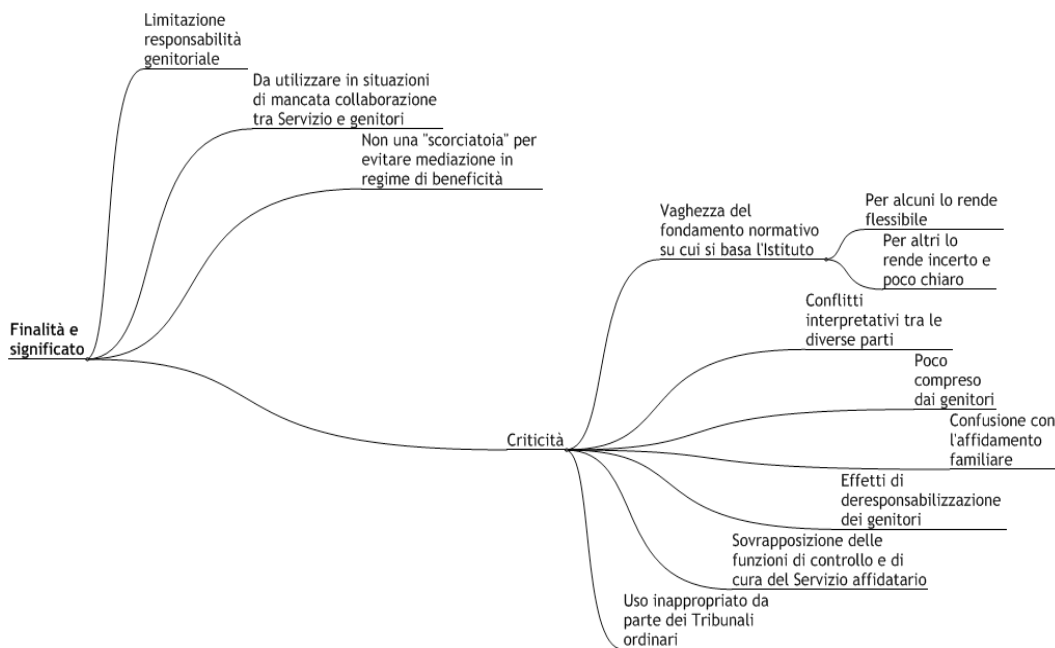 Limitazione
responsabilità
genitoriale
Da utilizzare in situazioni
di mancata collaborazione
tra Servizio e genitori
Non una "scorciatoia" per
evitare mediazione in
regime di beneficità
Finalità e
significato
Criticità
Vaghezza del
fondamento normativo
su cui si basa l'Istituto
Per alcuni lo rende
flessibile
Per altri lo
rende incerto e
poco chiaro
Conflitti
interpretativi tra le
diverse parti
Poco
compreso
dai genitori
Confusione con
l'affidamento
familiare
Effetti di
deresponsabilizzazione
dei genitori
Sovrapposizione delle
funzioni di controllo e di
cura del Servizio affidatario
Uso inappropriato da
parte dei Tribunali
ordinari